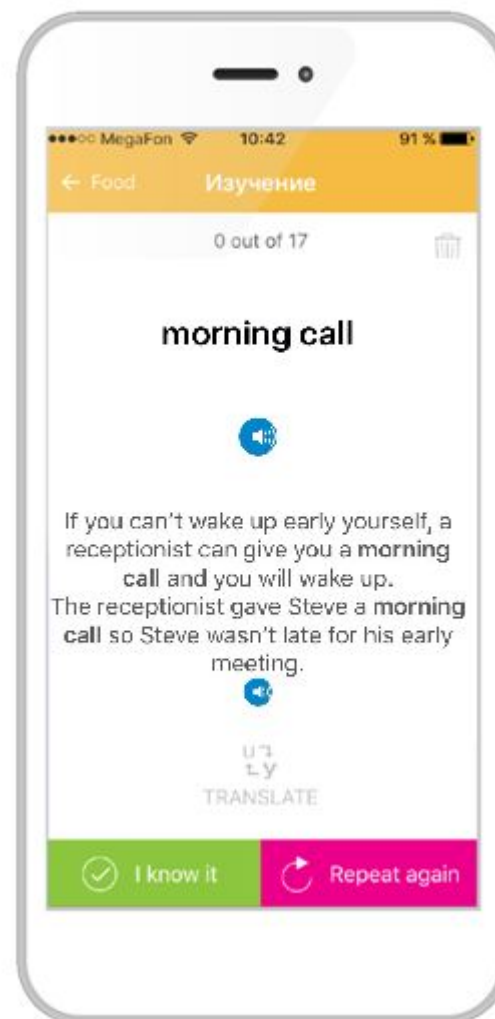 ●●●○○ MegaFon 10:42 91 %
← Food Изучение
0 out of 17
morning call
If you can't wake up early yourself, a
receptionist can give you a morning
call and you will wake up.
The receptionist gave Steve a morning
call so Steve wasn't late for his early
meeting.
TRANSLATE
I know it Repeat again